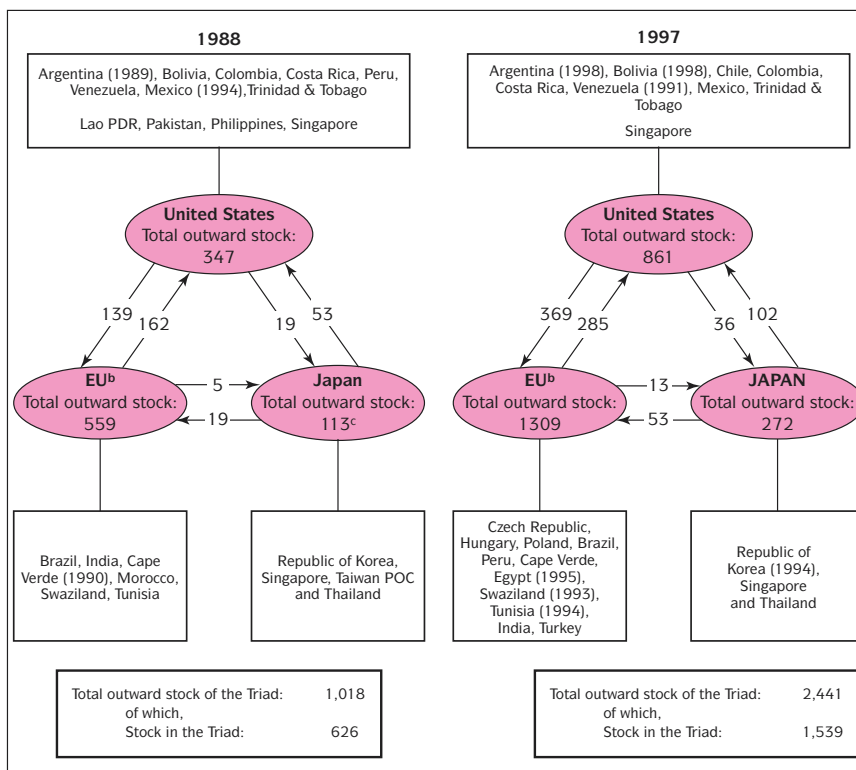 1988
Argentina (1989), Bolivia, Colombia, Costa Rica, Peru,
Venezuela, Mexico (1994),Trinidad & Tobago
Lao PDR, Pakistan, Philippines, Singapore
United States
Total outward stock:
347
139
162
19
53
EUᵇ
Total outward stock:
559
5
19
Japan
Total outward stock:
113ᶜ
Brazil, India, Cape
Verde (1990), Morocco,
Swaziland, Tunisia
Republic of Korea,
Singapore, Taiwan POC
and Thailand
Total outward stock of the Triad: 1,018
of which,
Stock in the Triad: 626
1997
Argentina (1998), Bolivia (1998), Chile, Colombia,
Costa Rica, Venezuela (1991), Mexico, Trinidad &
Tobago
Singapore
United States
Total outward stock:
861
369
285
36
102
EUᵇ
Total outward stock:
1309
13
53
JAPAN
Total outward stock:
272
Czech Republic,
Hungary, Poland, Brazil,
Peru, Cape Verde,
Egypt (1995),
Swaziland (1993),
Tunisia (1994),
India, Turkey
Republic of
Korea (1994),
Singapore
and Thailand
Total outward stock of the Triad: 2,441
of which,
Stock in the Triad: 1,539